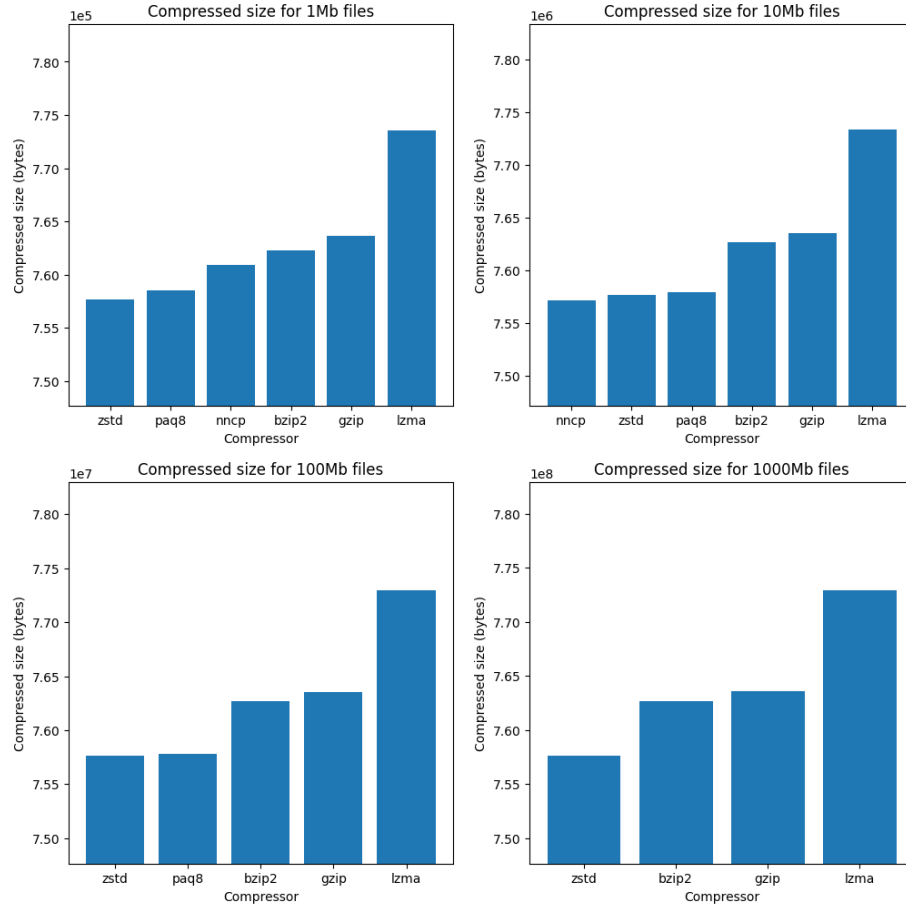 Compressed size for 1Mb files
1e5
7.80
7.75
7.70
7.65
7.60
7.55
7.50
Compressed size (bytes)
zstd paq8 nncp bzip2 gzip lzma
Compressor
Compressed size for 10Mb files
1e6
7.80
7.75
7.70
7.65
7.60
7.55
7.50
Compressed size (bytes)
nncp zstd paq8 bzip2 gzip lzma
Compressor
Compressed size for 100Mb files
1e7
7.80
7.75
7.70
7.65
7.60
7.55
7.50
Compressed size (bytes)
zstd paq8 bzip2 gzip lzma
Compressor
Compressed size for 1000Mb files
1e8
7.80
7.75
7.70
7.65
7.60
7.55
7.50
Compressed size (bytes)
zstd bzip2 gzip lzma
Compressor